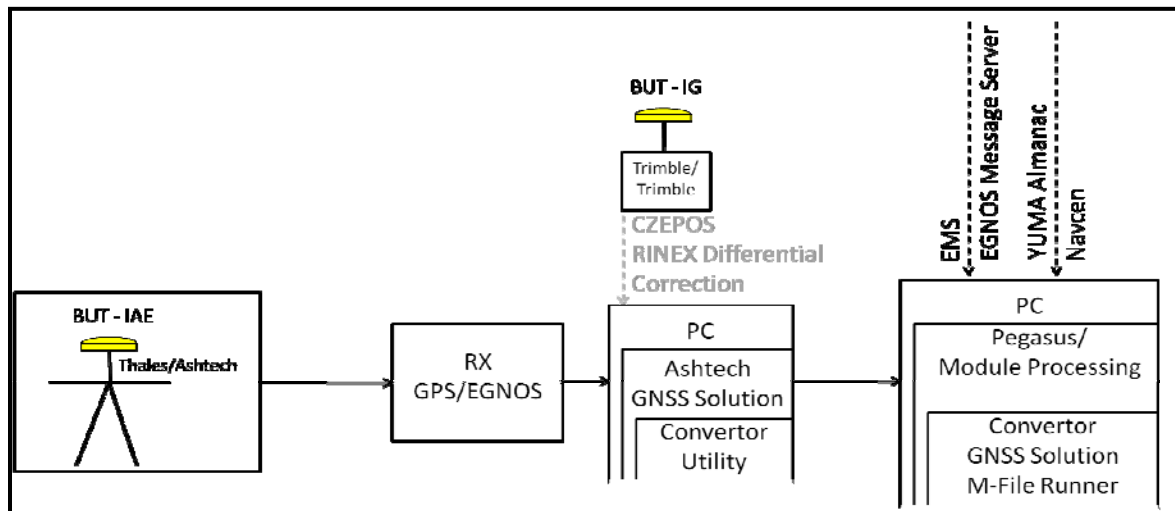 BUT - IAE
Thales/Ashtech
RX
GPS/EGNOS
BUT - IG
Trimble/
Trimble
CZEPOS
RINEX Differential
Correction
PC
Ashtech
GNSS Solution
Convertor
Utility
EMS
EGNOS Message Server
YUMA Almanac
Navcen
PC
Pegasus/
Module Processing
Convertor
GNSS Solution
M-File Runner